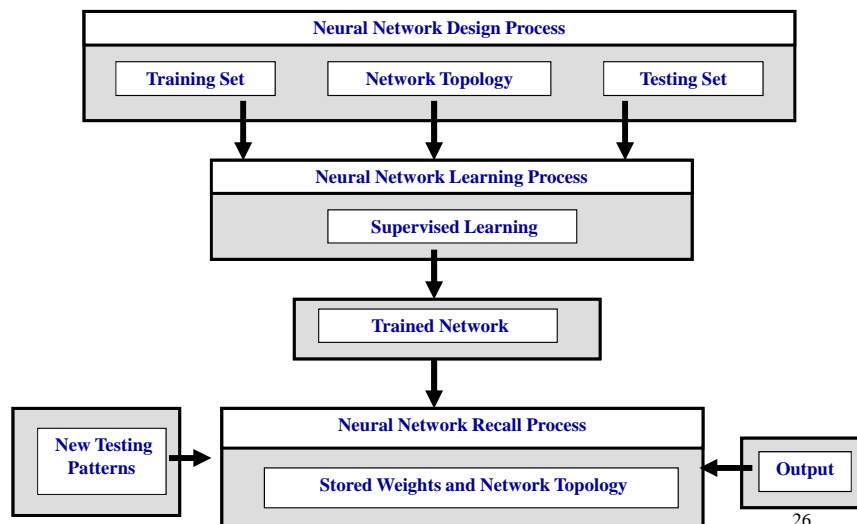 Neural Network Design Process
Training Set
Network Topology
Testing Set
Neural Network Learning Process
Supervised Learning
Trained Network
Neural Network Recall Process
New Testing
Patterns
Stored Weights and Network Topology
Output
26